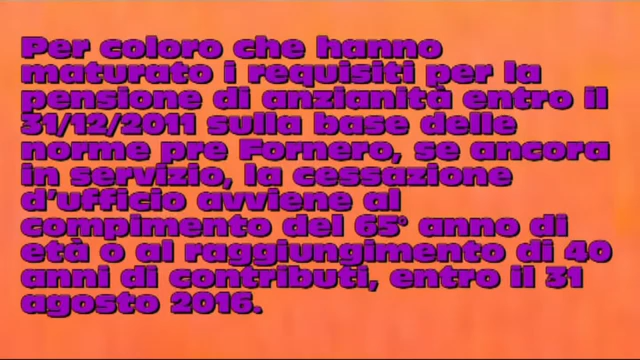 Per coloro che hanno
maturato i requisiti per la
pensione di anzianità entro il
31/12/2011 sulla base delle
norme pre Fornero, se ancora
in servizio, la cessazione
d'ufficio avviene al
compimento del 65° anno di
età o al raggiungimento di 40
anni di contributi, entro il 31
agosto 2016.